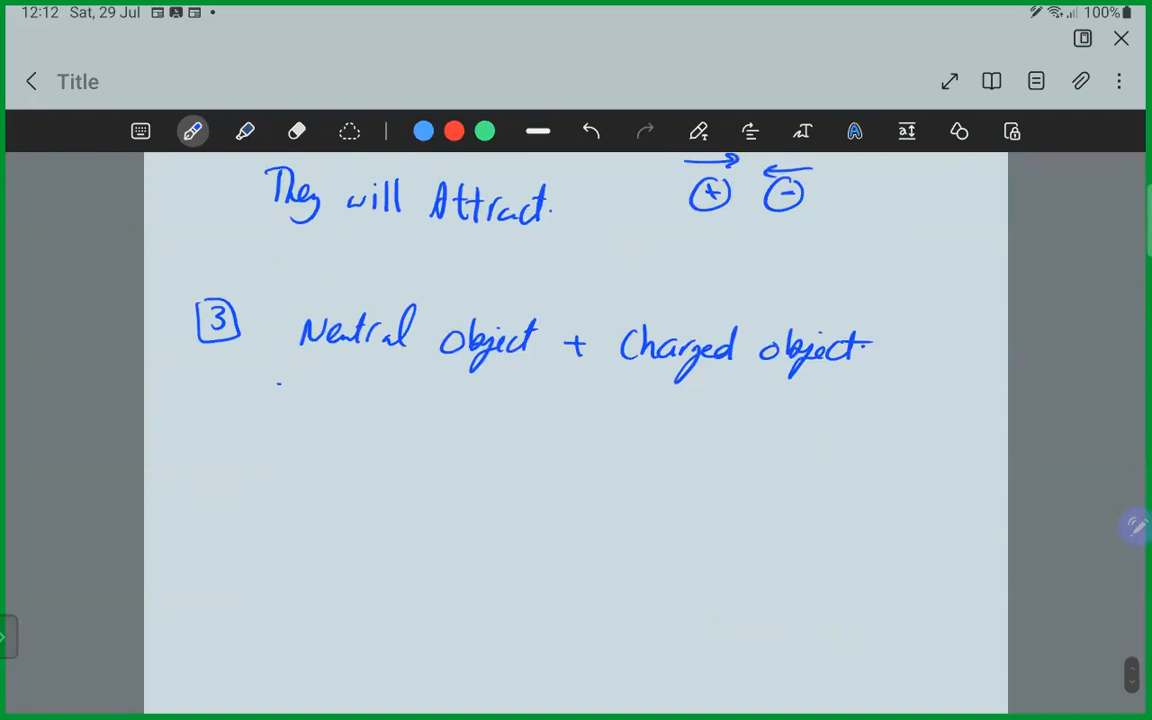 12:12 Sat, 29 Jul 100%
Title
They will Attract. + -
3 Neutral object + Charged object.